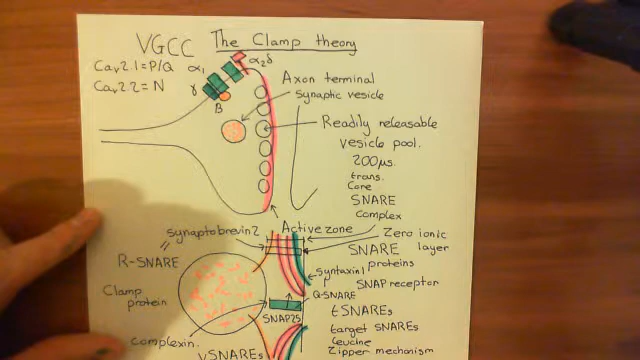 VGCC The Clamp theory
Cav2.1=P/Q
Cav2.2=N
α1
α2δ
γ
β
Axon terminal
Synaptic vesicle
Readily releasable
vesicle pool.
200µs.
trans.
Core
SNARE
complex
synaptobrevin2
Active zone
Zero ionic
layer
R-SNARE
SNARE
proteins
syntaxin1
SNAP receptor
Clamp
protein
Q-SNARE
SNAP25
tSNAREs
target SNAREs
complexin.
leucine
Zipper mechanism
vSNAREs